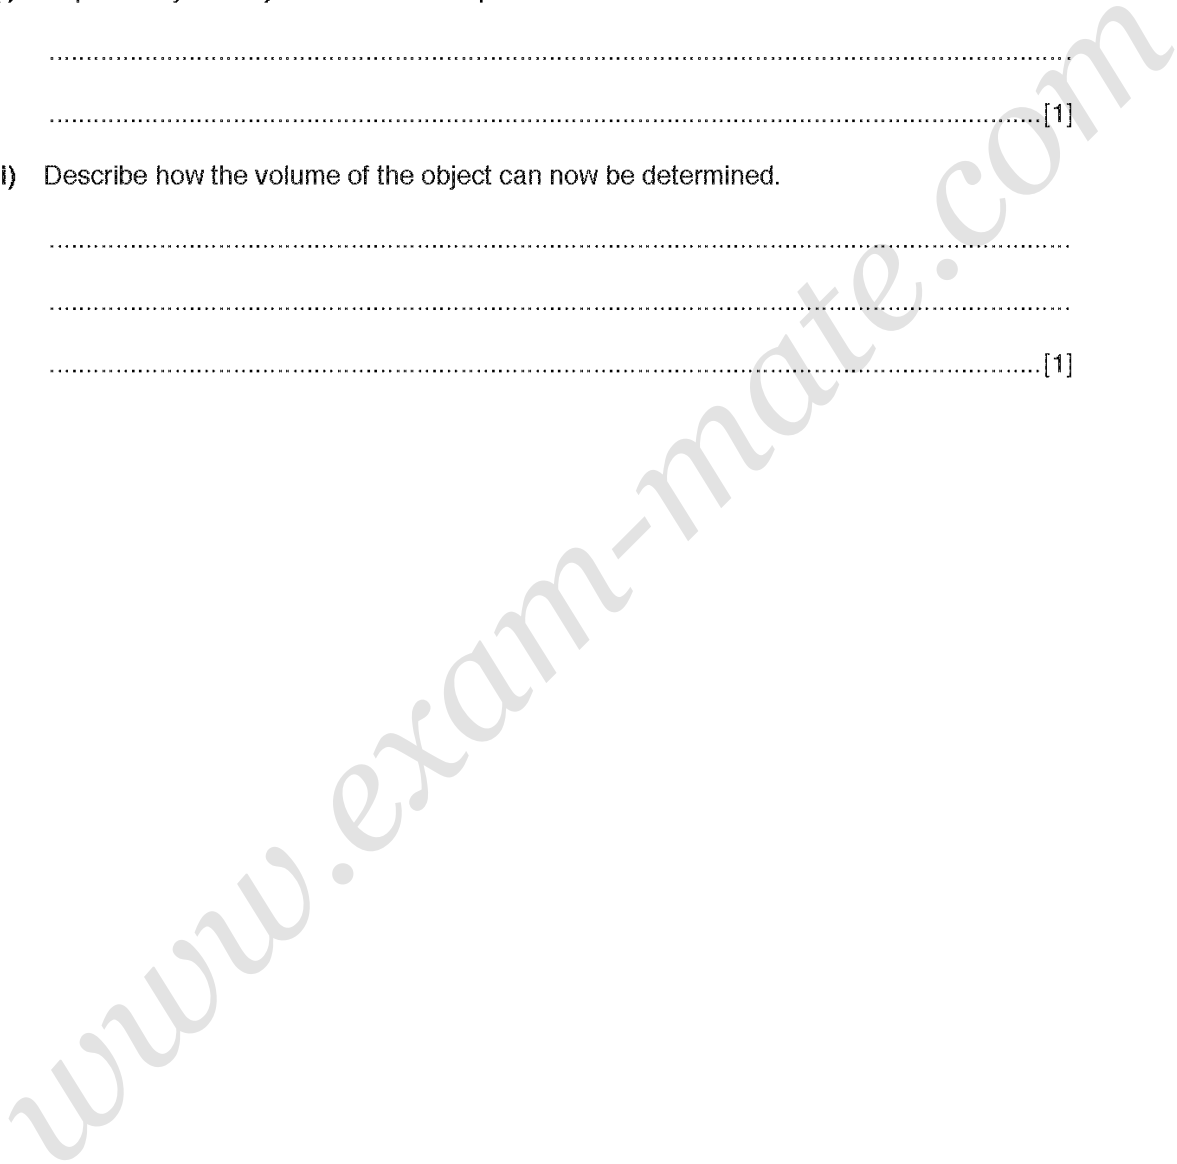 [1]
i) Describe how the volume of the object can now be determined.
[1]
www.exam-mate.com